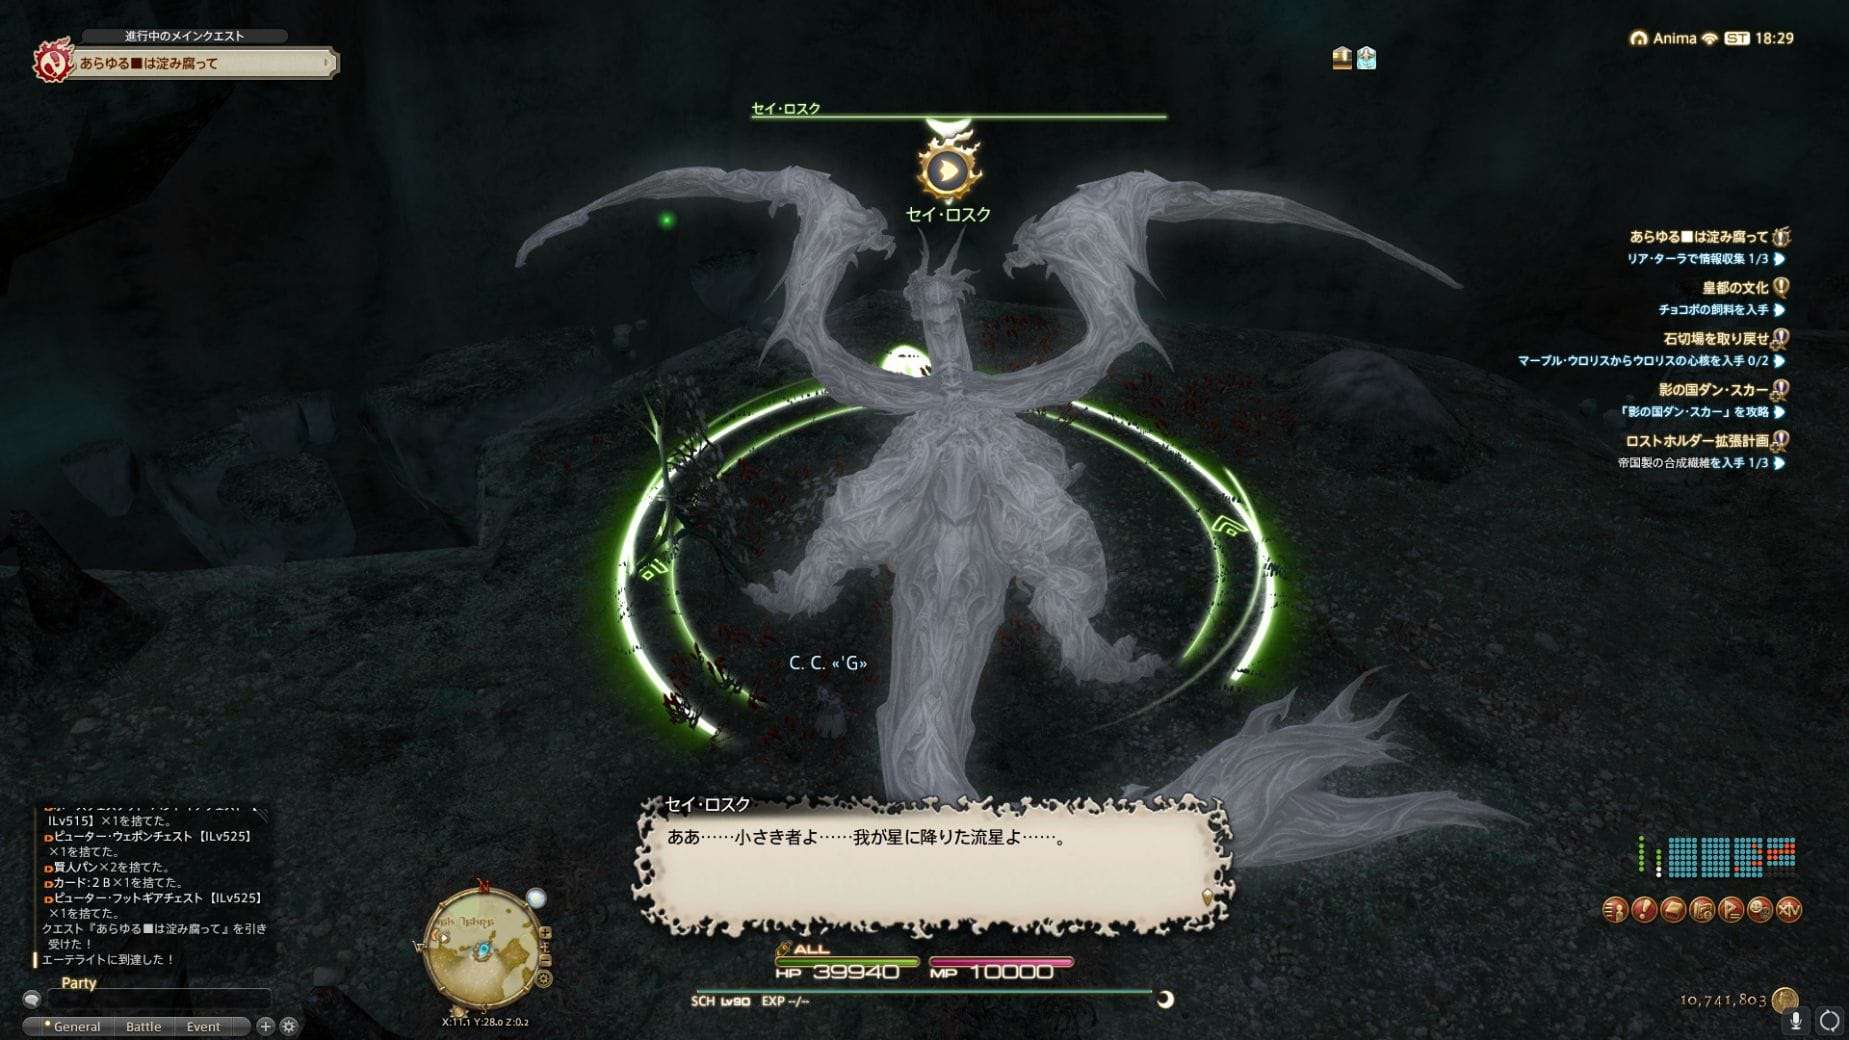 進行中のメインクエスト
あらゆる■は淀み腐って
Anima ST 18:29
セイ・ロスク
セイ・ロスク
あらゆる■は淀み腐って
リア・ターラで情報収集 1/3
皇都の文化
チョコボの飼料を入手
石切場を取り戻せ
マーブル・ウロリスからウロリスの心核を入手 0/2
影の国ダン・スカー
「影の国ダン・スカー」を攻略
ロストホルダー拡張計画
帝国製の合成繊維を入手 1/3
C. C. «'G»
セイ・ロスク
ああ……小さき者よ……我が星に降りた流星よ……。
ILv515】×1を捨てた。
ピューター・ウェポンチェスト【ILv525】
×1を捨てた。
賢人パン×2を捨てた。
カード:2B×1を捨てた。
ピューター・フットギアチェスト【ILv525】
×1を捨てた。
クエスト『あらゆる■は淀み腐って』を引き
受けた！
エーテライトに到達した！
Party
General Battle Event
N
X:11.1 Y:28.0 Z:0.2
ALL
HP 39940 MP 10000
SCH Lv90 EXP --/--
10,741,803
XIV